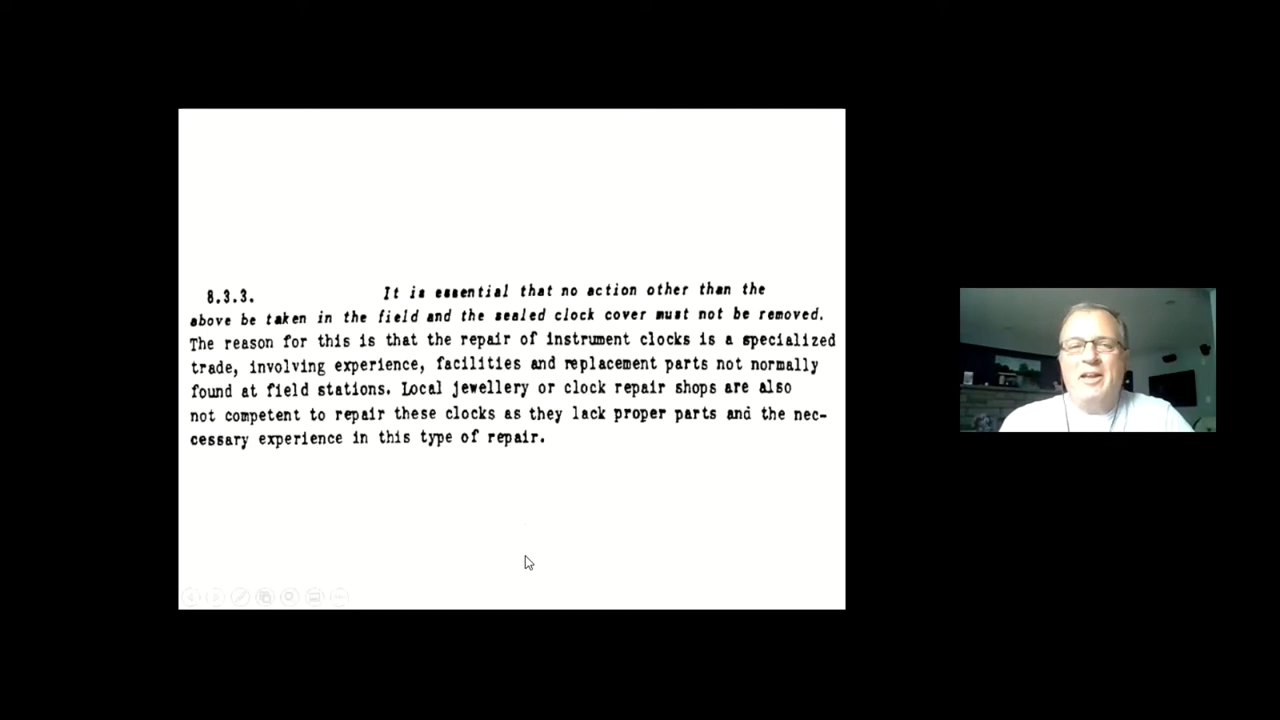 8.3.3. It is essential that no action other than the
above be taken in the field and the sealed clock cover must not be removed.
The reason for this is that the repair of instrument clocks is a specialized
trade, involving experience, facilities and replacement parts not normally
found at field stations. Local jewellery or clock repair shops are also
not competent to repair these clocks as they lack proper parts and the nec-
cessary experience in this type of repair.